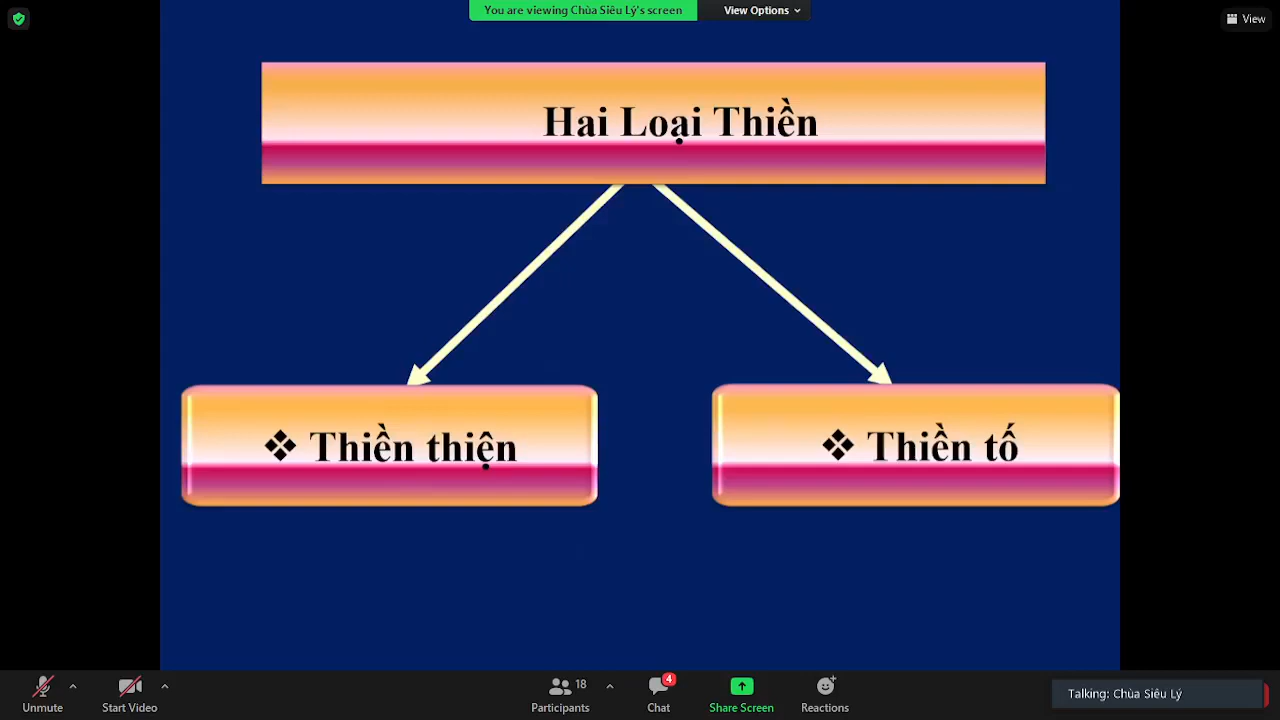 You are viewing Chùa Siêu Lý's screen
View Options
View
Hai Loại Thiền
❖ Thiền thiện
❖ Thiền tố
Unmute
Start Video
18
Participants
4
Chat
Share Screen
Reactions
Talking: Chùa Siêu Lý